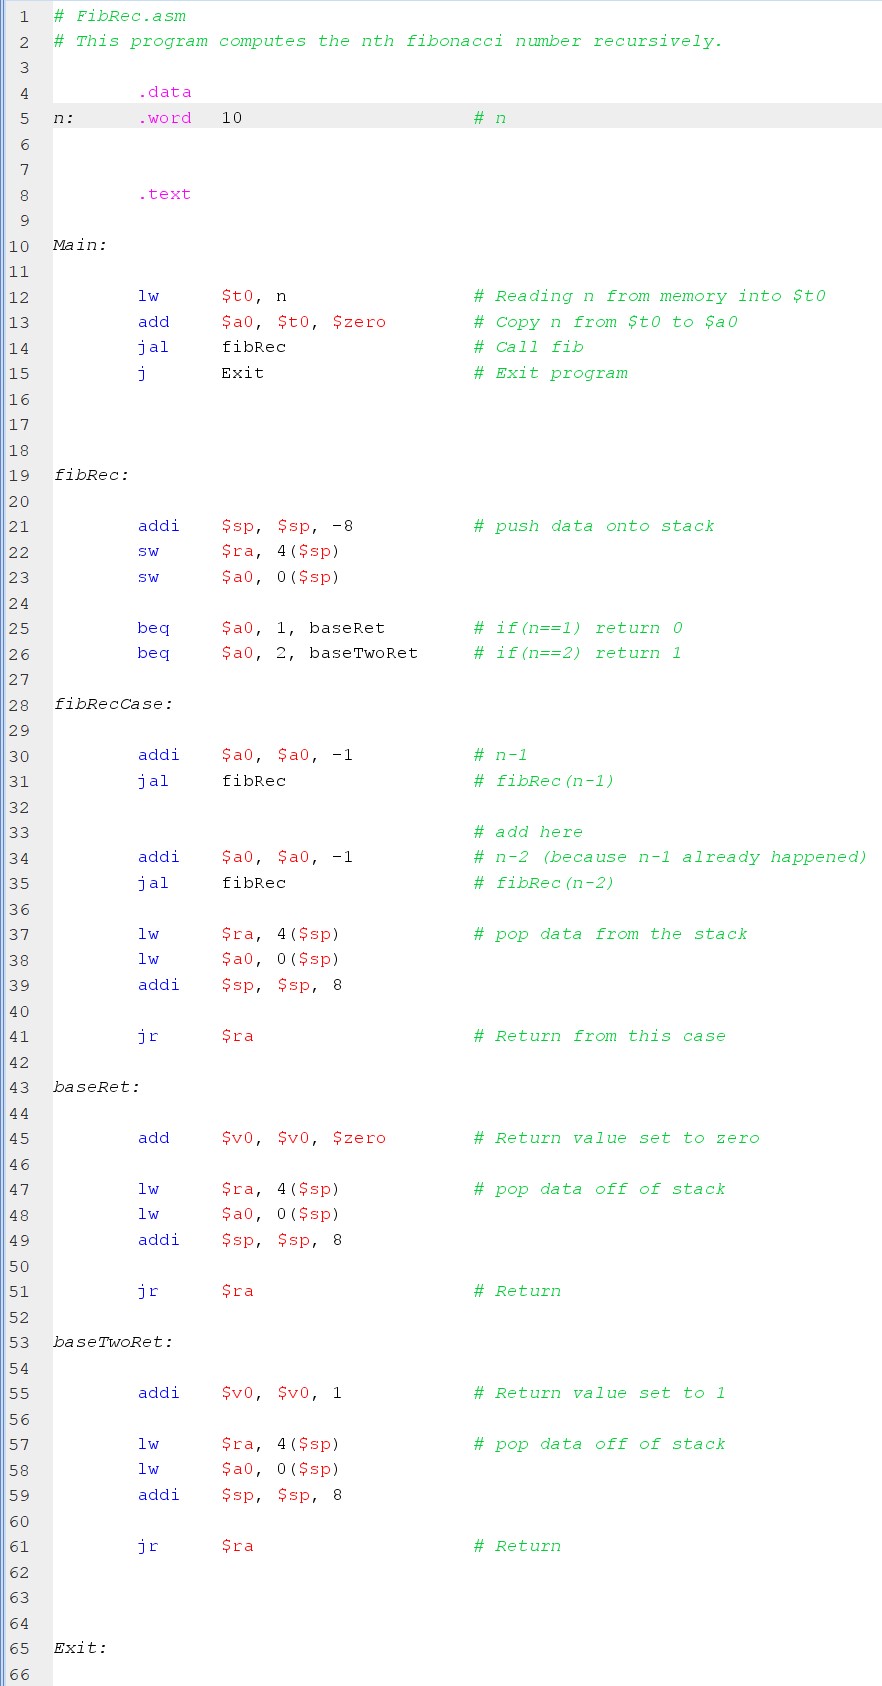 1 # FibRec.asm
2 # This program computes the nth fibonacci number recursively.
3
4 .data
5 n: .word 10 # n
6
7
8 .text
9
10 Main:
11
12 lw $t0, n # Reading n from memory into $t0
13 add $a0, $t0, $zero # Copy n from $t0 to $a0
14 jal fibRec # Call fib
15 j Exit # Exit program
16
17
18
19 fibRec:
20
21 addi $sp, $sp, -8 # push data onto stack
22 sw $ra, 4($sp)
23 sw $a0, 0($sp)
24
25 beq $a0, 1, baseRet # if(n==1) return 0
26 beq $a0, 2, baseTwoRet # if(n==2) return 1
27
28 fibRecCase:
29
30 addi $a0, $a0, -1 # n-1
31 jal fibRec # fibRec(n-1)
32
33 # add here
34 addi $a0, $a0, -1 # n-2 (because n-1 already happened)
35 jal fibRec # fibRec(n-2)
36
37 lw $ra, 4($sp) # pop data from the stack
38 lw $a0, 0($sp)
39 addi $sp, $sp, 8
40
41 jr $ra # Return from this case
42
43 baseRet:
44
45 add $v0, $v0, $zero # Return value set to zero
46
47 lw $ra, 4($sp) # pop data off of stack
48 lw $a0, 0($sp)
49 addi $sp, $sp, 8
50
51 jr $ra # Return
52
53 baseTwoRet:
54
55 addi $v0, $v0, 1 # Return value set to 1
56
57 lw $ra, 4($sp) # pop data off of stack
58 lw $a0, 0($sp)
59 addi $sp, $sp, 8
60
61 jr $ra # Return
62
63
64
65 Exit:
66